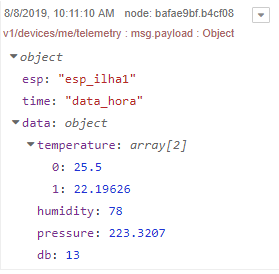 8/8/2019, 10:11:10 AM node: bafae9bf.b4cf08
v1/devices/me/telemetry : msg.payload : Object
object
esp: "esp_ilha1"
time: "data_hora"
data: object
temperature: array[2]
0: 25.5
1: 22.19626
humidity: 78
pressure: 223.3207
db: 13